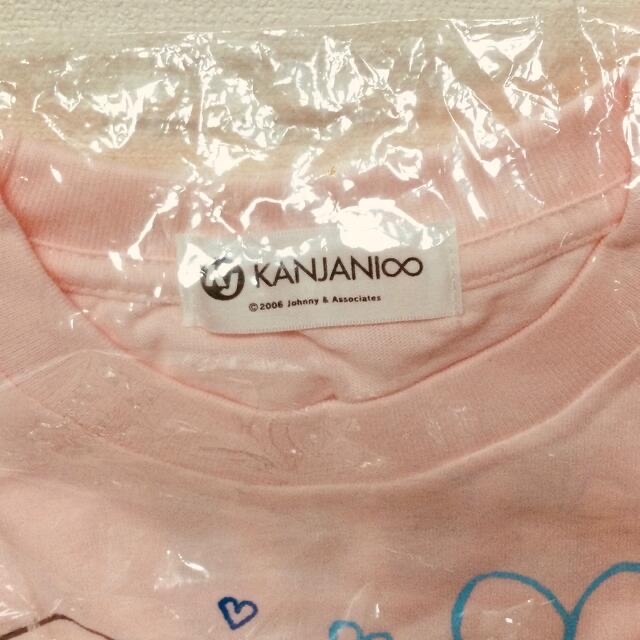 KANJANI∞
©2006 Johnny & Associates